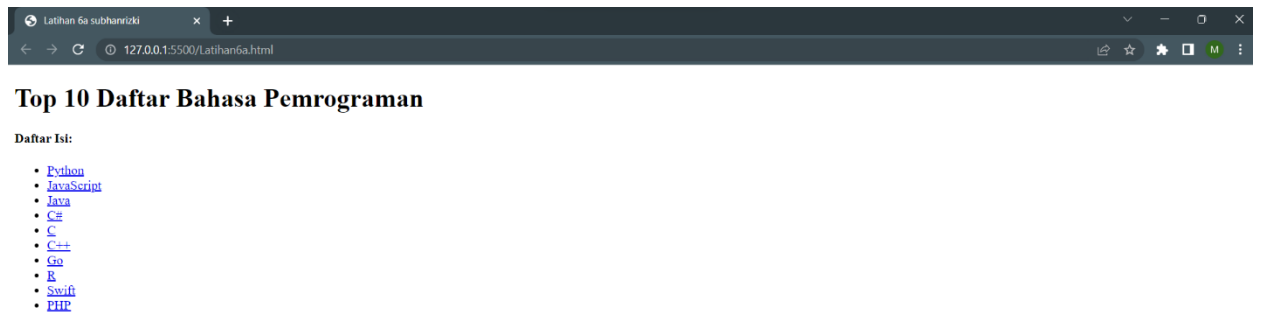 Latihan 6a subhanrizki
127.0.0.1:5500/Latihan6a.html
M
Top 10 Daftar Bahasa Pemrograman
Daftar Isi:
• Python
• JavaScript
• Java
• C#
• C
• C++
• Go
• R
• Swift
• PHP